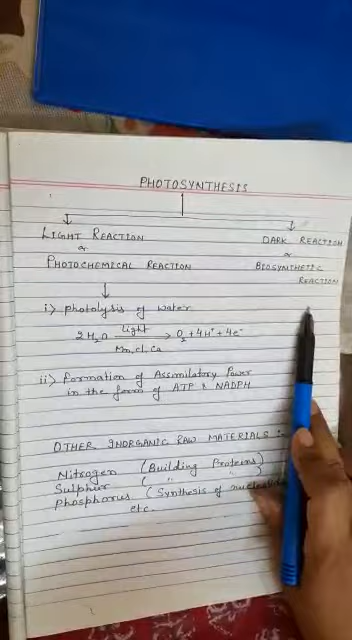 PHOTOSYNTHESIS
LIGHT REACTION
or
PHOTOCHEMICAL REACTION
DARK REACTION
or
BIOSYNTHETIC
REACTION
i) Photolysis of water
2H₂O light → O₂ + 4H⁺ + 4e⁻
Mn, Cl, Ca
ii) Formation of Assimilatory Power
in the form of ATP & NADPH
OTHER INORGANIC RAW MATERIALS :-
Nitrogen (Building Proteins)
Sulphur ( " " )
Phosphorus (Synthesis of
etc.